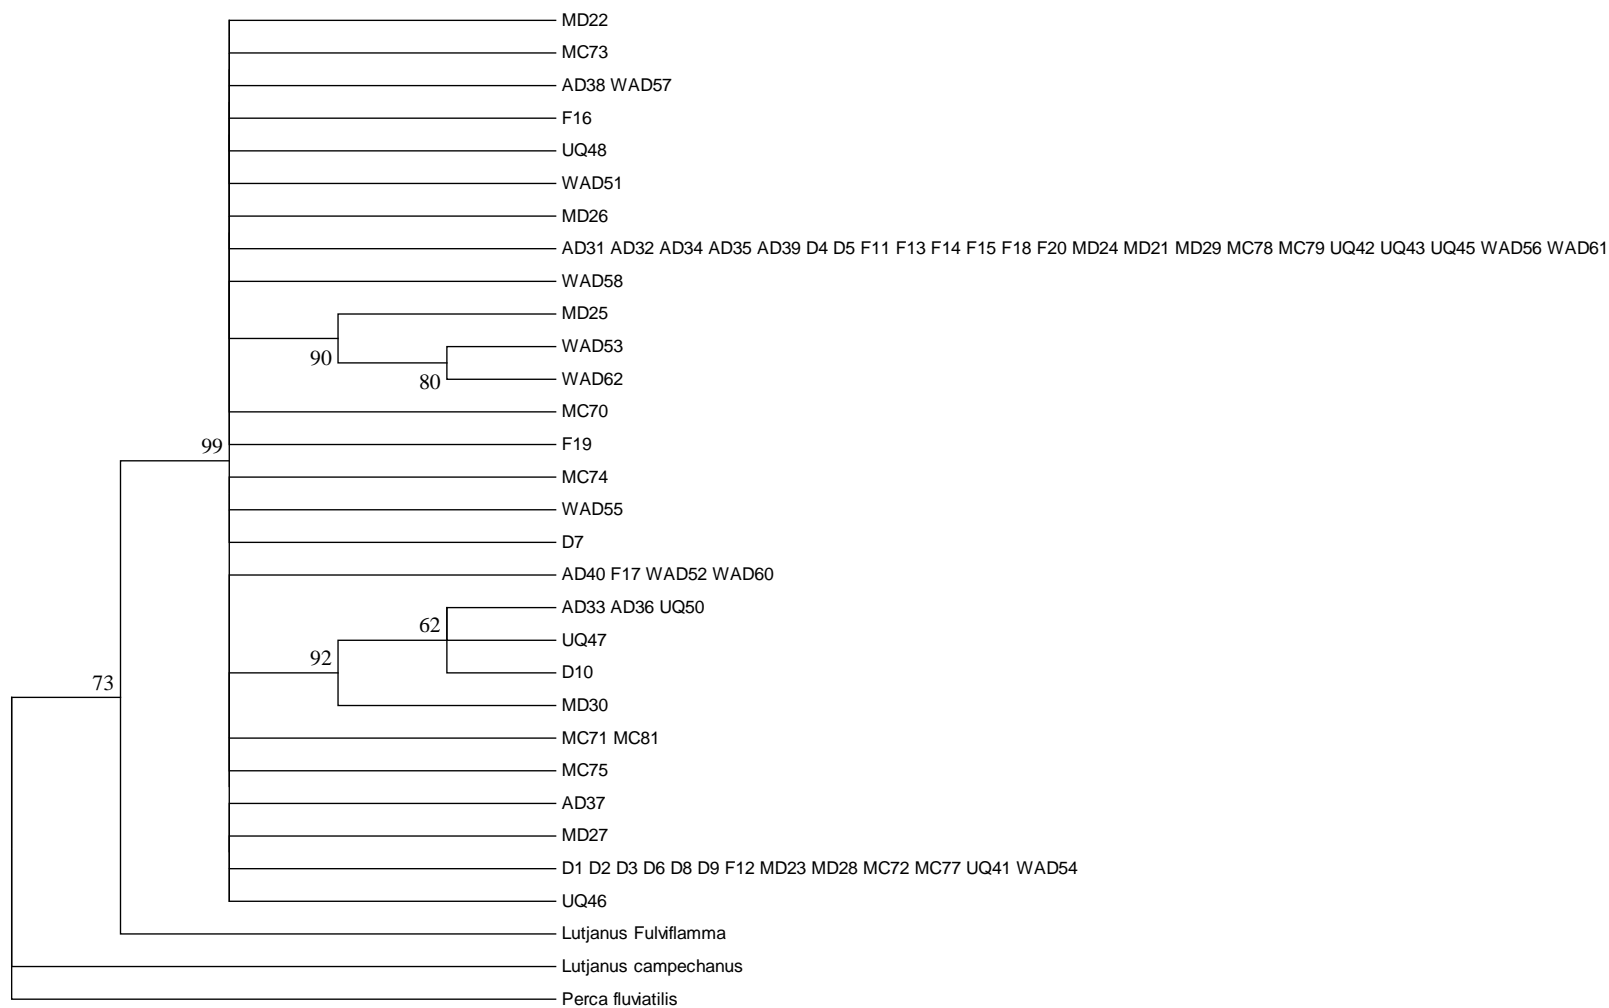 MD22
MC73
AD38 WAD57
F16
UQ48
WAD51
MD26
AD31 AD32 AD34 AD35 AD39 D4 D5 F11 F13 F14 F15 F18 F20 MD24 MD21 MD29 MC78 MC79 UQ42 UQ43 UQ45 WAD56 WAD61
WAD58
MD25
WAD53
90
WAD62
80
MC70
F19
99
MC74
WAD55
D7
AD40 F17 WAD52 WAD60
AD33 AD36 UQ50
62
UQ47
92
D10
73
MD30
MC71 MC81
MC75
AD37
MD27
D1 D2 D3 D6 D8 D9 F12 MD23 MD28 MC72 MC77 UQ41 WAD54
UQ46
Lutjanus Fulviflamma
Lutjanus campechanus
Perca fluviatilis